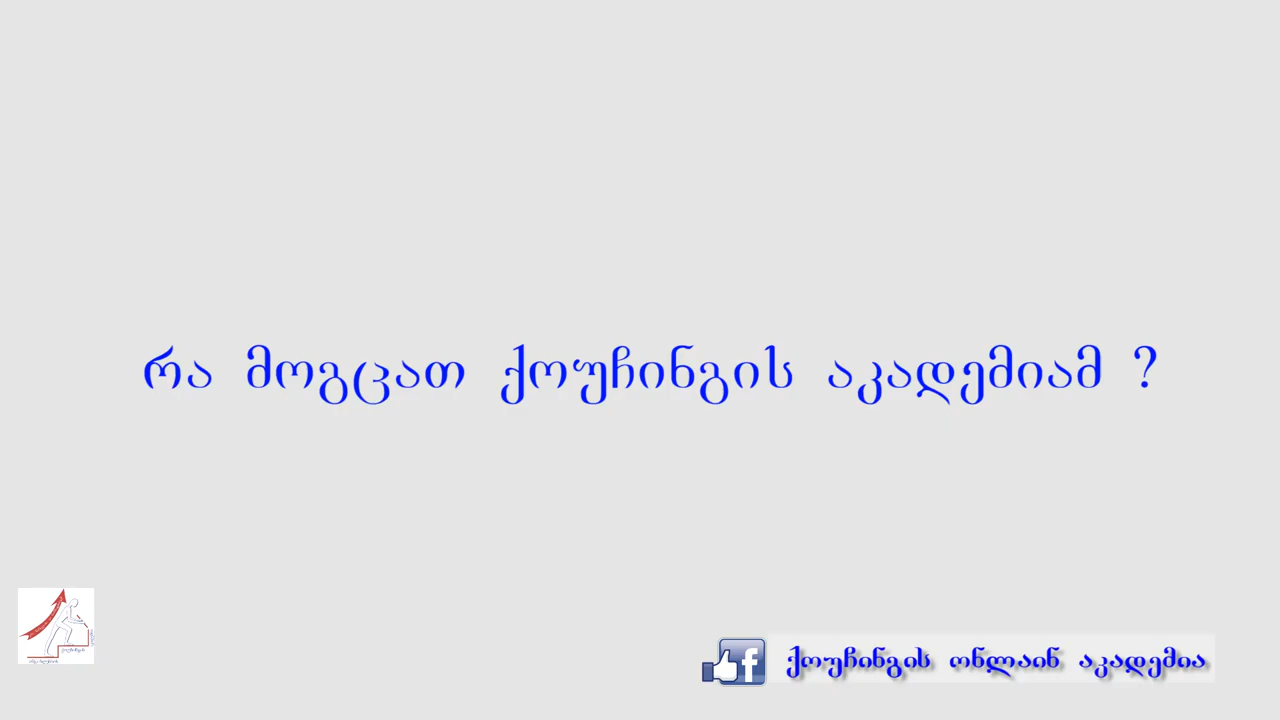 რა მოგცათ ქოუჩინგის აკადემიამ ?
ქოუჩინგის ონლაინ აკადემია